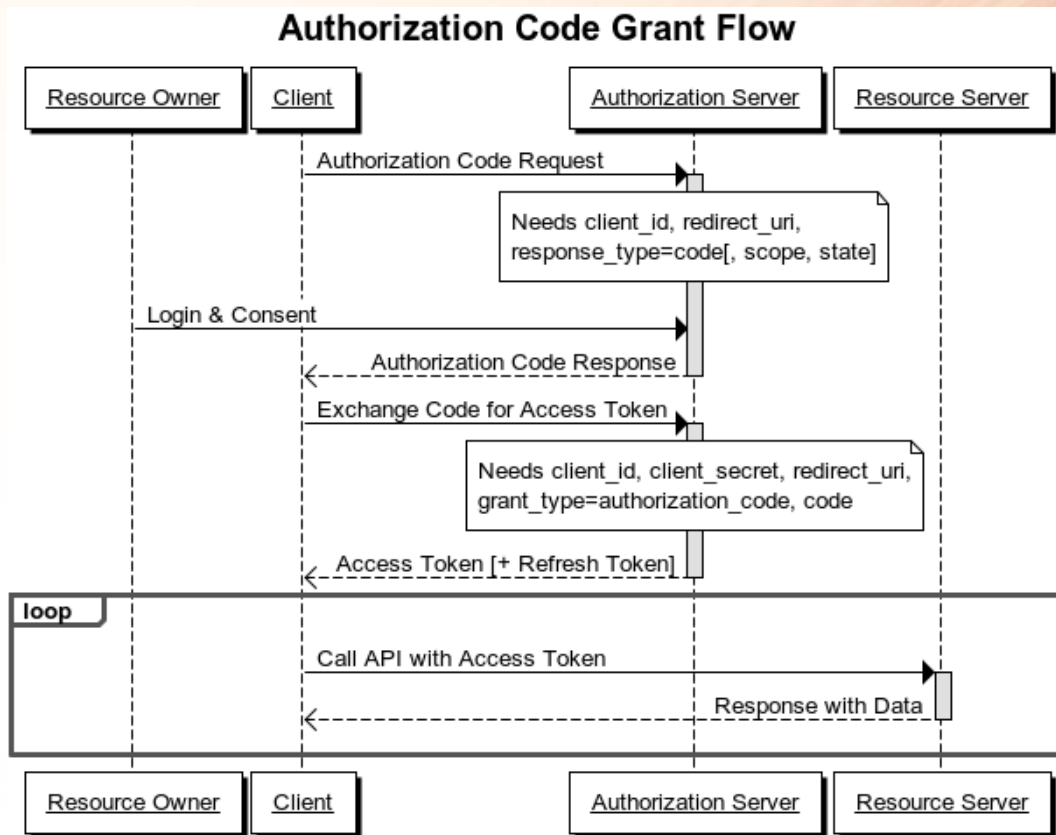 Authorization Code Grant Flow
Resource Owner
Client
Authorization Server
Resource Server
Authorization Code Request
Needs client_id, redirect_uri,
response_type=code[, scope, state]
Login & Consent
Authorization Code Response
Exchange Code for Access Token
Needs client_id, client_secret, redirect_uri,
grant_type=authorization_code, code
Access Token [+ Refresh Token]
loop
Call API with Access Token
Response with Data
Resource Owner
Client
Authorization Server
Resource Server